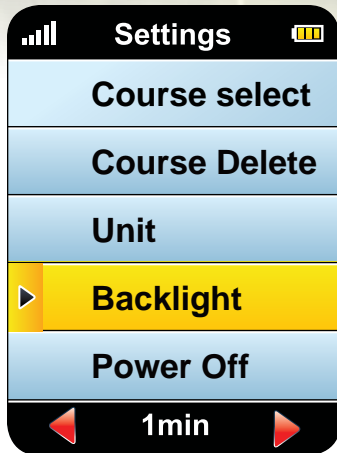 Settings
Course select
Course Delete
Unit
Backlight
Power Off
1min